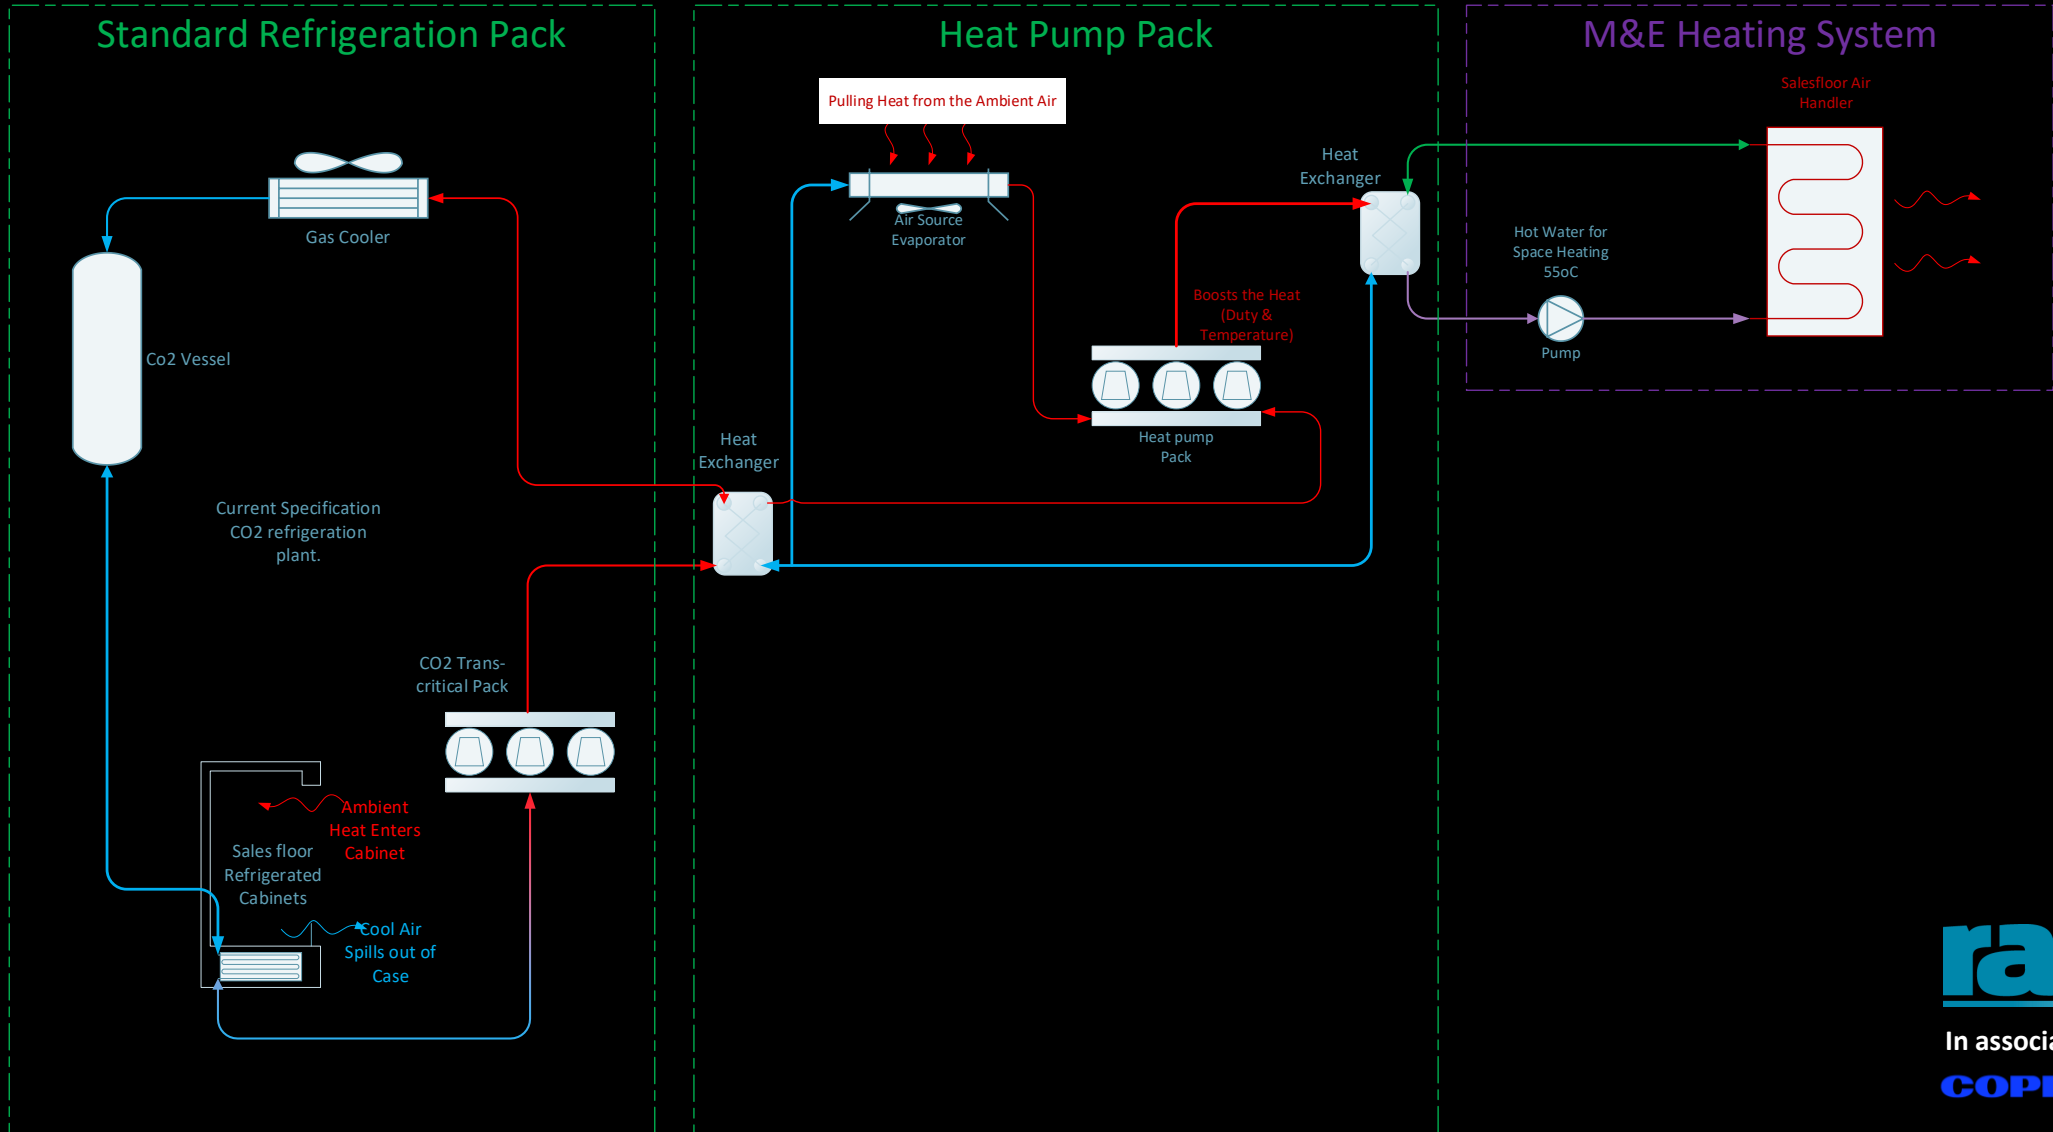 Standard Refrigeration Pack
Heat Pump Pack
M&E Heating System
Pulling Heat from the Ambient Air
Salesfloor Air
Handler
Heat
Exchanger
Gas Cooler
Air Source
Evaporator
Hot Water for
Space Heating
55oC
Boosts the Heat
(Duty &
Temperature)
Pump
Co2 Vessel
Heat pump
Pack
Heat
Exchanger
Current Specification
CO2 refrigeration
plant.
CO2 Trans-
critical Pack
Ambient
Heat Enters
Cabinet
Sales floor
Refrigerated
Cabinets
Cool Air
Spills out of
Case
ra
In associa